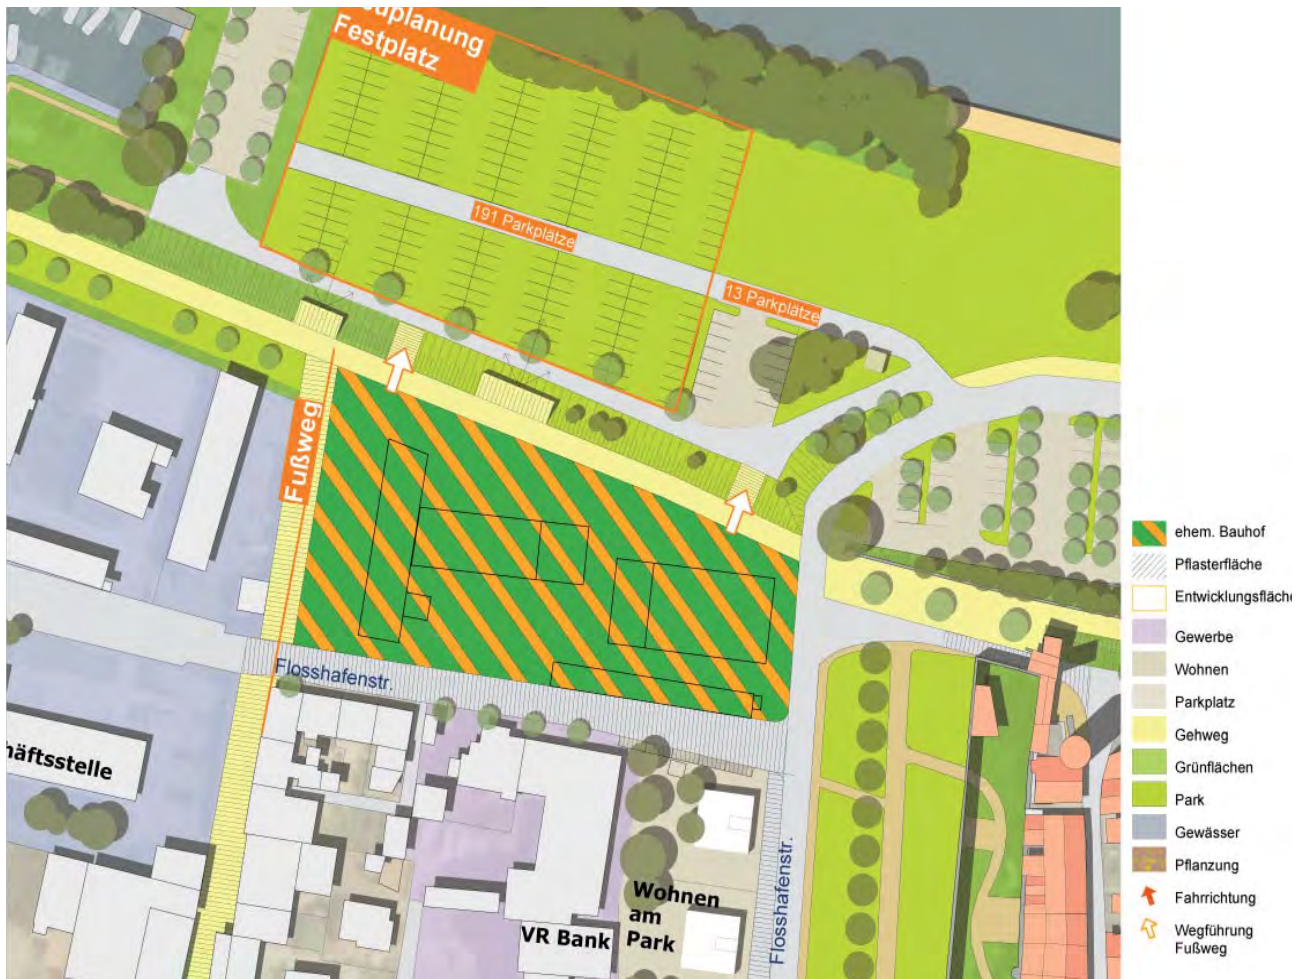 Festplatz
191 Parkplätze
13 Parkplätze
Fußweg
Flosshafenstr.
VR Bank
Wohnen
am
Park
Flosshafenstr.
ehem. Bauhof
Pflasterfläche
Entwicklungsfläche
Gewerbe
Wohnen
Parkplatz
Gehweg
Grünflächen
Park
Gewässer
Pflanzung
Fahrrichtung
Wegführung
Fußweg